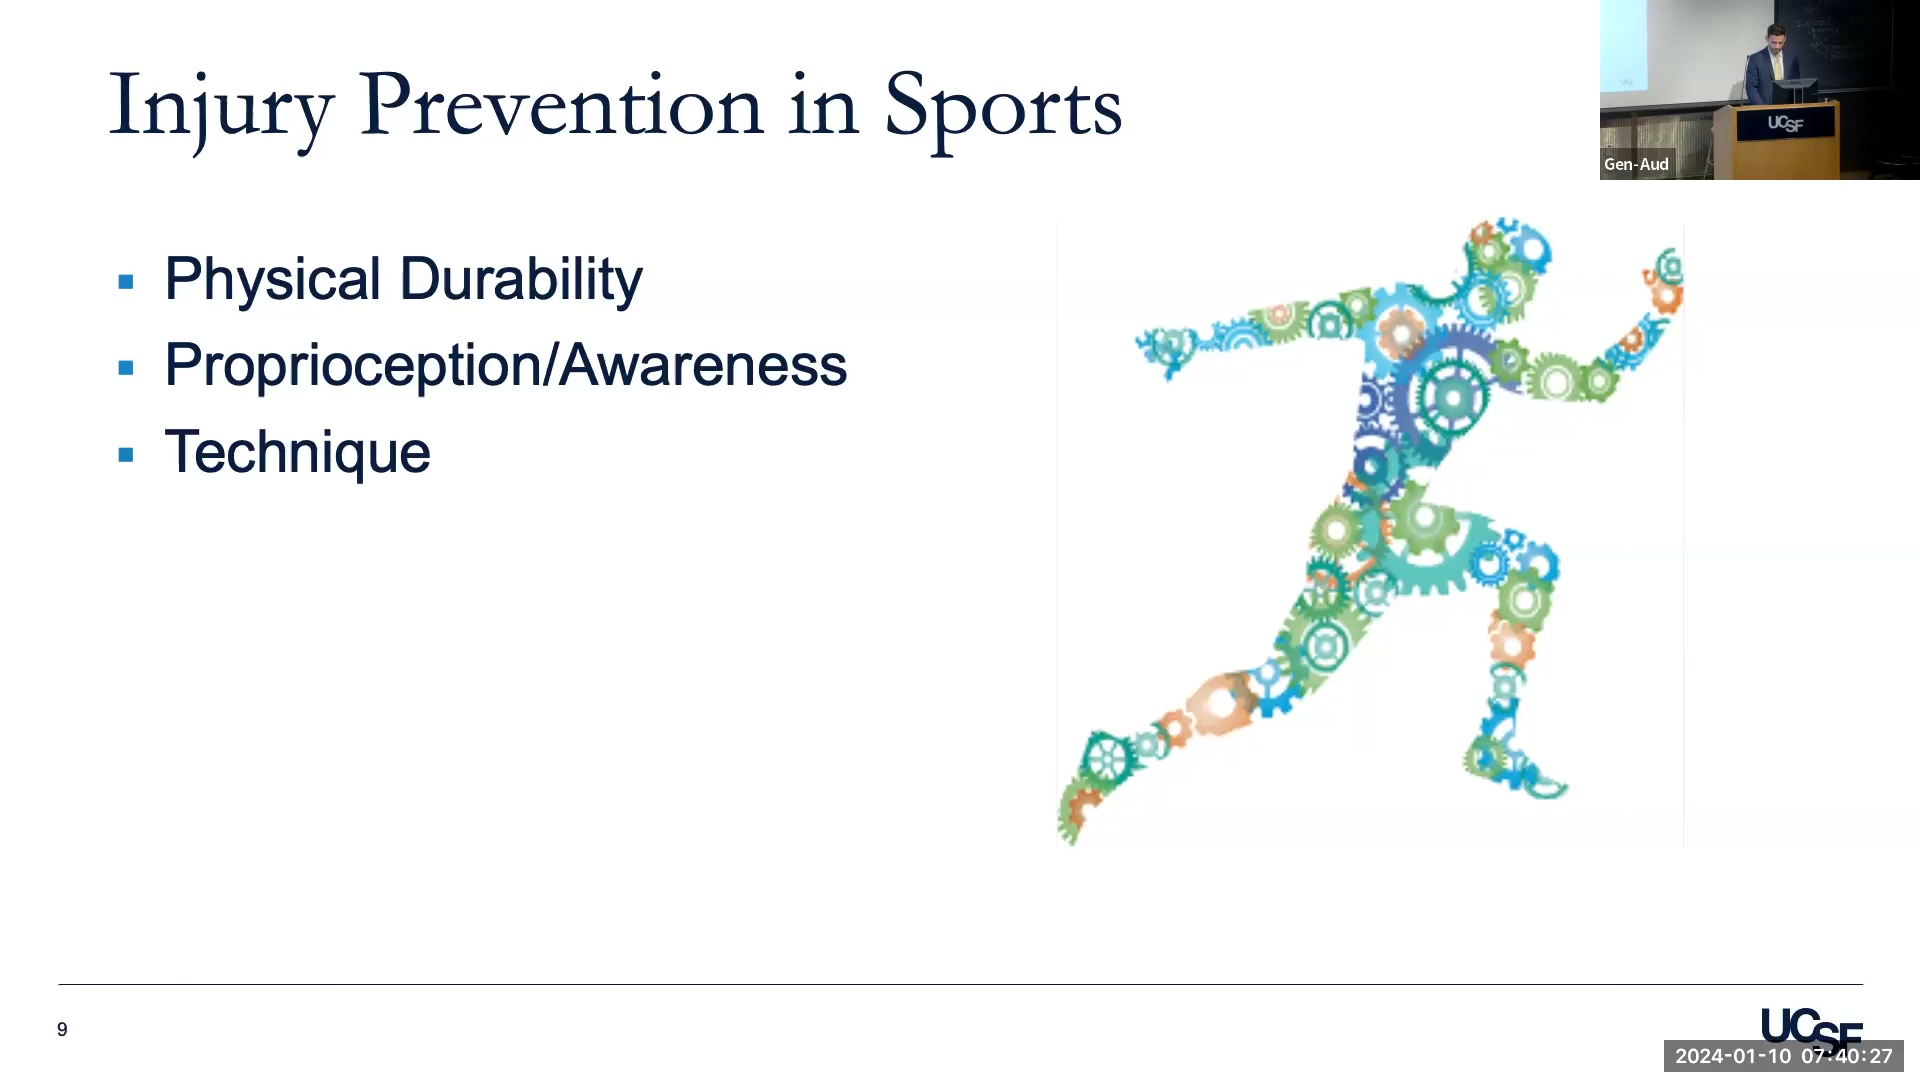 Injury Prevention in Sports
Physical Durability
Proprioception/Awareness
Technique
UCSF
Gen-Aud
9
UCSF
2024-01-10 07:40:27